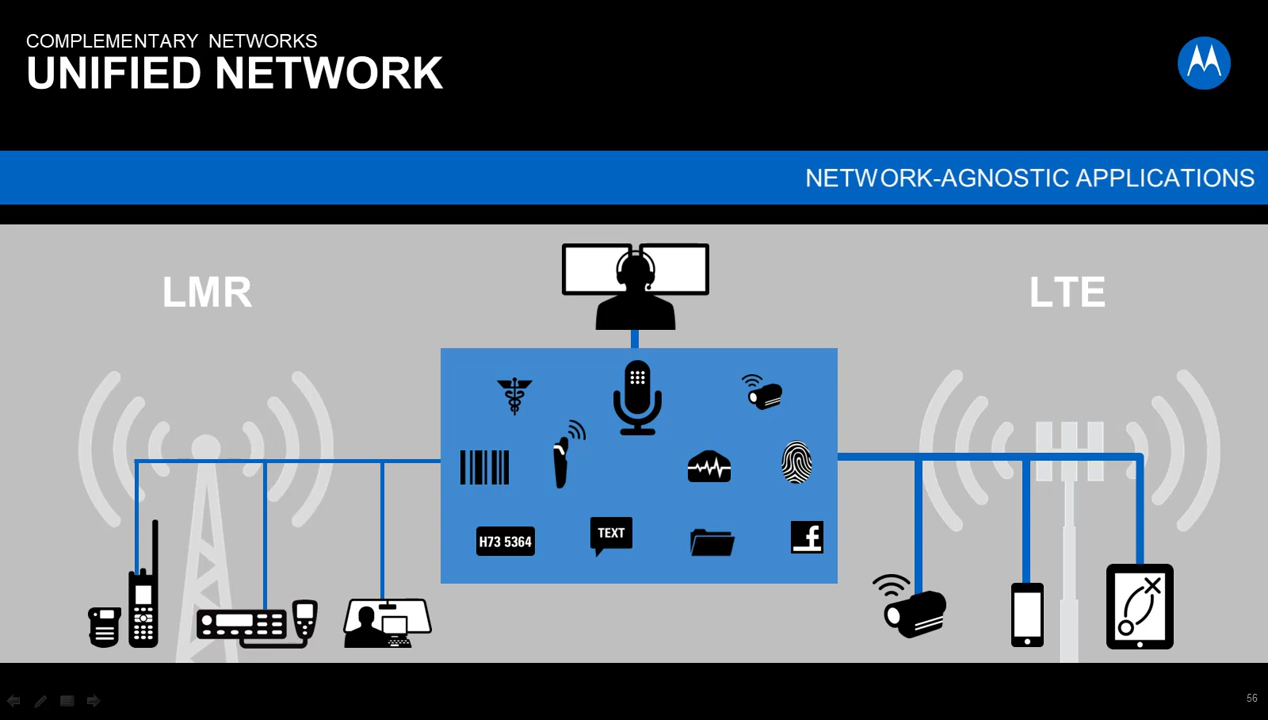 COMPLEMENTARY NETWORKS
UNIFIED NETWORK
NETWORK-AGNOSTIC APPLICATIONS
LMR
LTE
H73 5364
TEXT
f
56